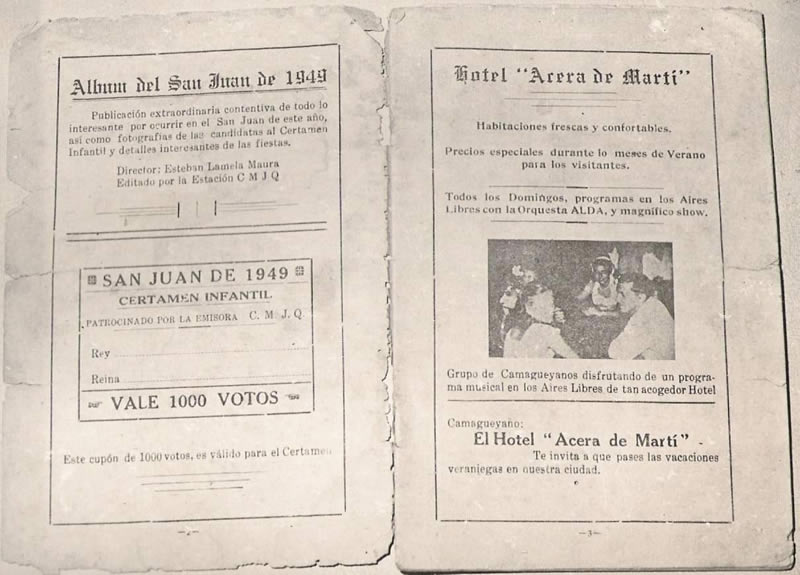 Album del San Juan de 1949
Publicación extraordinaria contentiva de todo lo
interesante por ocurrir en el San Juan de este año,
así como fotografías de las candidatas al Certamen
Infantil y detalles interesantes de las fiestas.
Director: Esteban Lamela Maura
Editado por la Estación C M J Q
SAN JUAN DE 1949
CERTAMEN INFANTIL
PATROCINADO POR LA EMISORA C. M. J. Q.
Rey
Reina
VALE 1000 VOTOS
Este cupón de 1000 votos, es válido para el Certamen
—2—
Hotel "Acera de Martí"
Habitaciones frescas y confortables.
Precios especiales durante lo meses de Verano
para los visitantes.
Todos los Domingos, programas en los Aires
Libres con la Orquesta ALDA, y magnífico show.
Grupo de Camagueyanos disfrutando de un progra-
ma musical en los Aires Libres de tan acogedor Hotel
Camagueyano:
El Hotel "Acera de Martí" -
Te invita a que pases las vacaciones
veraniegas en nuestra ciudad.
—3—